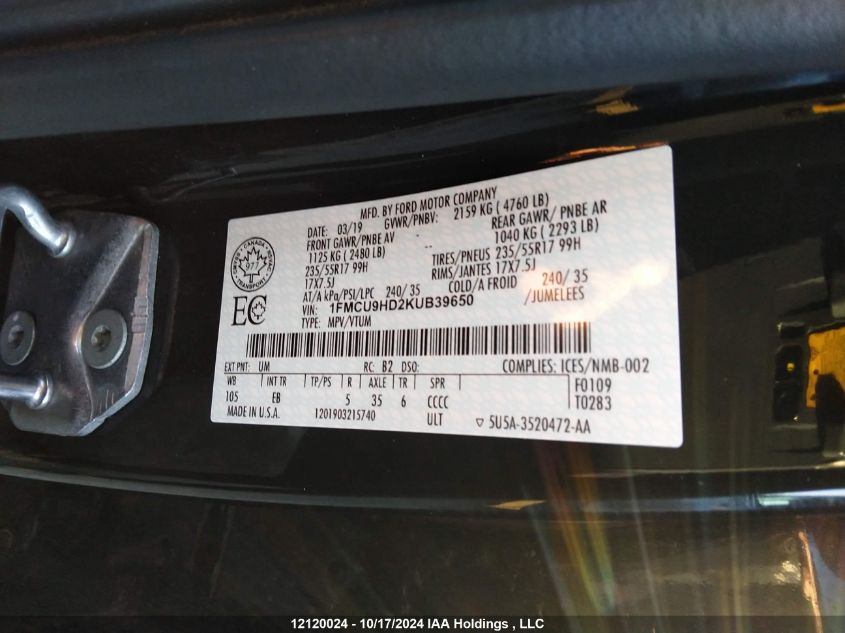 MFD. BY FORD MOTOR COMPANY
DATE: 03/19 GVWR/PNBV: 2159 KG ( 4760 LB)
FRONT GAWR/PNBE AV REAR GAWR/ PNBE AR
1125 KG ( 2480 LB) 1040 KG ( 2293 LB)
235/55R17 99H TIRES/PNEUS 235/55R17 99H
17X7.5J RIMS/JANTES 17X7.5J
AT/A kPa/PSI/LPC 240/ 35 COLD/A FROID 240/ 35
VIN: 1FMCU9HD2KUB39650 /JUMELEES
TYPE: MPV/VTUM
CANADA
TRANSPORT
977
EC
EXT PNT: UM RC: B2 DSO: COMPLIES: ICES/NMB-002
WB INT TR TP/PS R AXLE TR SPR F0109
105 EB 5 35 6 CCCC T0283
MADE IN U.S.A. 1201903215740 ULT ▽ 5U5A-3520472-AA
12120024 - 10/17/2024 IAA Holdings , LLC